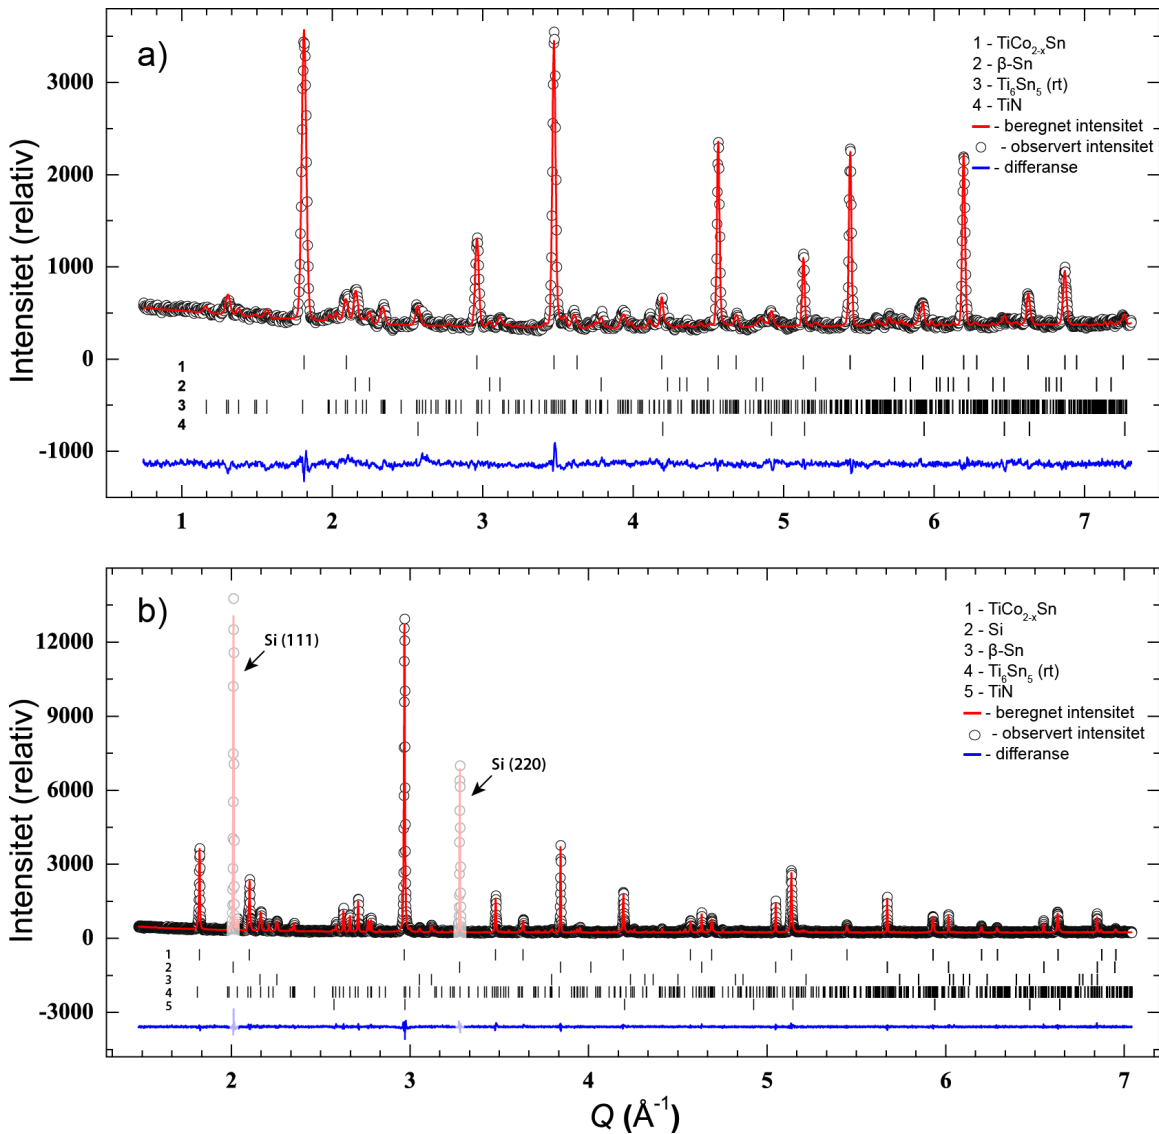 a)
1 - TiCo2-xSn
2 - β-Sn
3 - Ti6Sn5 (rt)
4 - TiN
- beregnet intensitet
- observert intensitet
- differanse
Intensitet (relativ)
3000
2000
1000
0
-1000
1
2
3
4
1 2 3 4 5 6 7
b)
Si (111)
Si (220)
1 - TiCo2-xSn
2 - Si
3 - β-Sn
4 - Ti6Sn5 (rt)
5 - TiN
- beregnet intensitet
- observert intensitet
- differanse
Intensitet (relativ)
12000
9000
6000
3000
0
-3000
1
2
3
4
5
2 3 4 5 6 7
Q (Å-1)